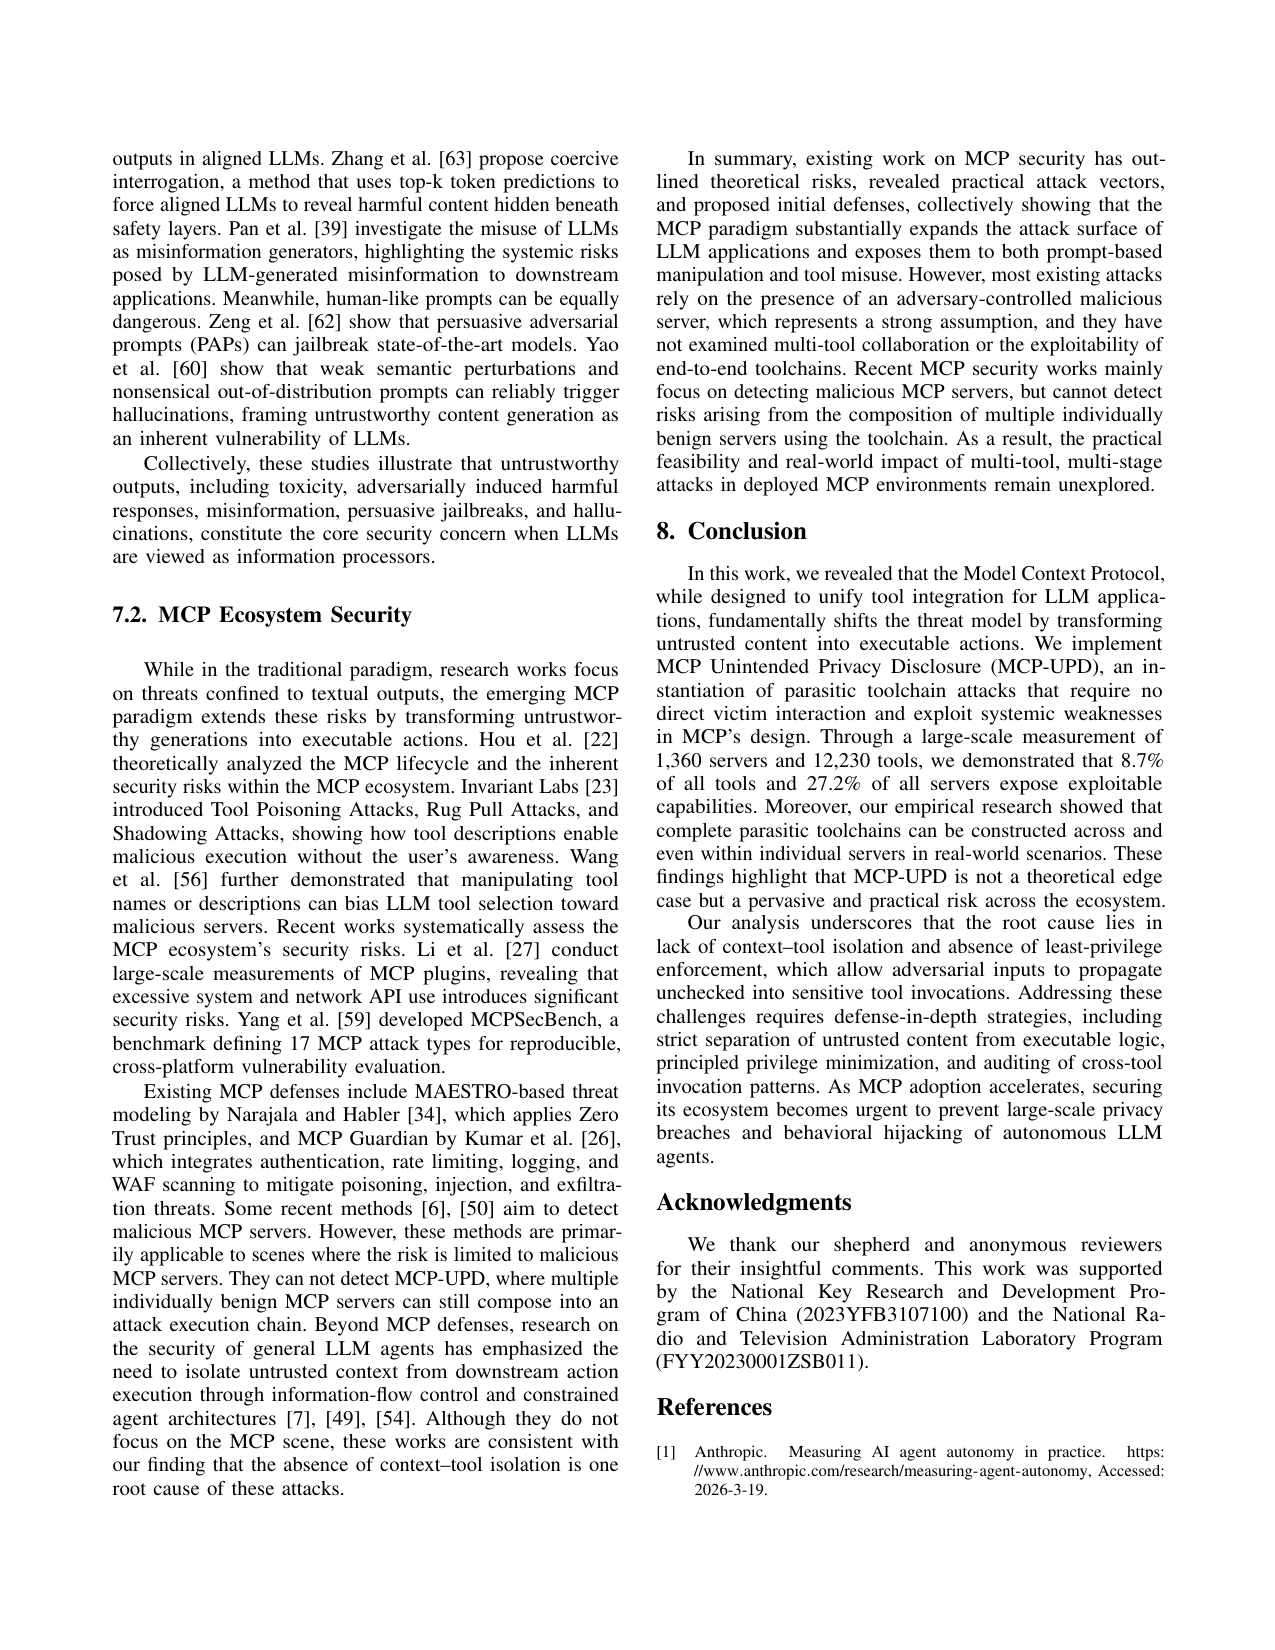 outputs in aligned LLMs. Zhang et al. [63] propose coercive
interrogation, a method that uses top-k token predictions to
force aligned LLMs to reveal harmful content hidden beneath
safety layers. Pan et al. [39] investigate the misuse of LLMs
as misinformation generators, highlighting the systemic risks
posed by LLM-generated misinformation to downstream
applications. Meanwhile, human-like prompts can be equally
dangerous. Zeng et al. [62] show that persuasive adversarial
prompts (PAPs) can jailbreak state-of-the-art models. Yao
et al. [60] show that weak semantic perturbations and
nonsensical out-of-distribution prompts can reliably trigger
hallucinations, framing untrustworthy content generation as
an inherent vulnerability of LLMs.
Collectively, these studies illustrate that untrustworthy
outputs, including toxicity, adversarially induced harmful
responses, misinformation, persuasive jailbreaks, and hallu-
cinations, constitute the core security concern when LLMs
are viewed as information processors.
7.2. MCP Ecosystem Security
While in the traditional paradigm, research works focus
on threats confined to textual outputs, the emerging MCP
paradigm extends these risks by transforming untrustwor-
thy generations into executable actions. Hou et al. [22]
theoretically analyzed the MCP lifecycle and the inherent
security risks within the MCP ecosystem. Invariant Labs [23]
introduced Tool Poisoning Attacks, Rug Pull Attacks, and
Shadowing Attacks, showing how tool descriptions enable
malicious execution without the user's awareness. Wang
et al. [56] further demonstrated that manipulating tool
names or descriptions can bias LLM tool selection toward
malicious servers. Recent works systematically assess the
MCP ecosystem's security risks. Li et al. [27] conduct
large-scale measurements of MCP plugins, revealing that
excessive system and network API use introduces significant
security risks. Yang et al. [59] developed MCPSecBench, a
benchmark defining 17 MCP attack types for reproducible,
cross-platform vulnerability evaluation.
Existing MCP defenses include MAESTRO-based threat
modeling by Narajala and Habler [34], which applies Zero
Trust principles, and MCP Guardian by Kumar et al. [26],
which integrates authentication, rate limiting, logging, and
WAF scanning to mitigate poisoning, injection, and exfiltra-
tion threats. Some recent methods [6], [50] aim to detect
malicious MCP servers. However, these methods are primar-
ily applicable to scenes where the risk is limited to malicious
MCP servers. They can not detect MCP-UPD, where multiple
individually benign MCP servers can still compose into an
attack execution chain. Beyond MCP defenses, research on
the security of general LLM agents has emphasized the
need to isolate untrusted context from downstream action
execution through information-flow control and constrained
agent architectures [7], [49], [54]. Although they do not
focus on the MCP scene, these works are consistent with
our finding that the absence of context–tool isolation is one
root cause of these attacks.
In summary, existing work on MCP security has out-
lined theoretical risks, revealed practical attack vectors,
and proposed initial defenses, collectively showing that the
MCP paradigm substantially expands the attack surface of
LLM applications and exposes them to both prompt-based
manipulation and tool misuse. However, most existing attacks
rely on the presence of an adversary-controlled malicious
server, which represents a strong assumption, and they have
not examined multi-tool collaboration or the exploitability of
end-to-end toolchains. Recent MCP security works mainly
focus on detecting malicious MCP servers, but cannot detect
risks arising from the composition of multiple individually
benign servers using the toolchain. As a result, the practical
feasibility and real-world impact of multi-tool, multi-stage
attacks in deployed MCP environments remain unexplored.
8. Conclusion
In this work, we revealed that the Model Context Protocol,
while designed to unify tool integration for LLM applica-
tions, fundamentally shifts the threat model by transforming
untrusted content into executable actions. We implement
MCP Unintended Privacy Disclosure (MCP-UPD), an in-
stantiation of parasitic toolchain attacks that require no
direct victim interaction and exploit systemic weaknesses
in MCP's design. Through a large-scale measurement of
1,360 servers and 12,230 tools, we demonstrated that 8.7%
of all tools and 27.2% of all servers expose exploitable
capabilities. Moreover, our empirical research showed that
complete parasitic toolchains can be constructed across and
even within individual servers in real-world scenarios. These
findings highlight that MCP-UPD is not a theoretical edge
case but a pervasive and practical risk across the ecosystem.
Our analysis underscores that the root cause lies in
lack of context–tool isolation and absence of least-privilege
enforcement, which allow adversarial inputs to propagate
unchecked into sensitive tool invocations. Addressing these
challenges requires defense-in-depth strategies, including
strict separation of untrusted content from executable logic,
principled privilege minimization, and auditing of cross-tool
invocation patterns. As MCP adoption accelerates, securing
its ecosystem becomes urgent to prevent large-scale privacy
breaches and behavioral hijacking of autonomous LLM
agents.
Acknowledgments
We thank our shepherd and anonymous reviewers
for their insightful comments. This work was supported
by the National Key Research and Development Pro-
gram of China (2023YFB3107100) and the National Ra-
dio and Television Administration Laboratory Program
(FYY20230001ZSB011).
References
[1] Anthropic. Measuring AI agent autonomy in practice. https:
//www.anthropic.com/research/measuring-agent-autonomy, Accessed:
2026-3-19.